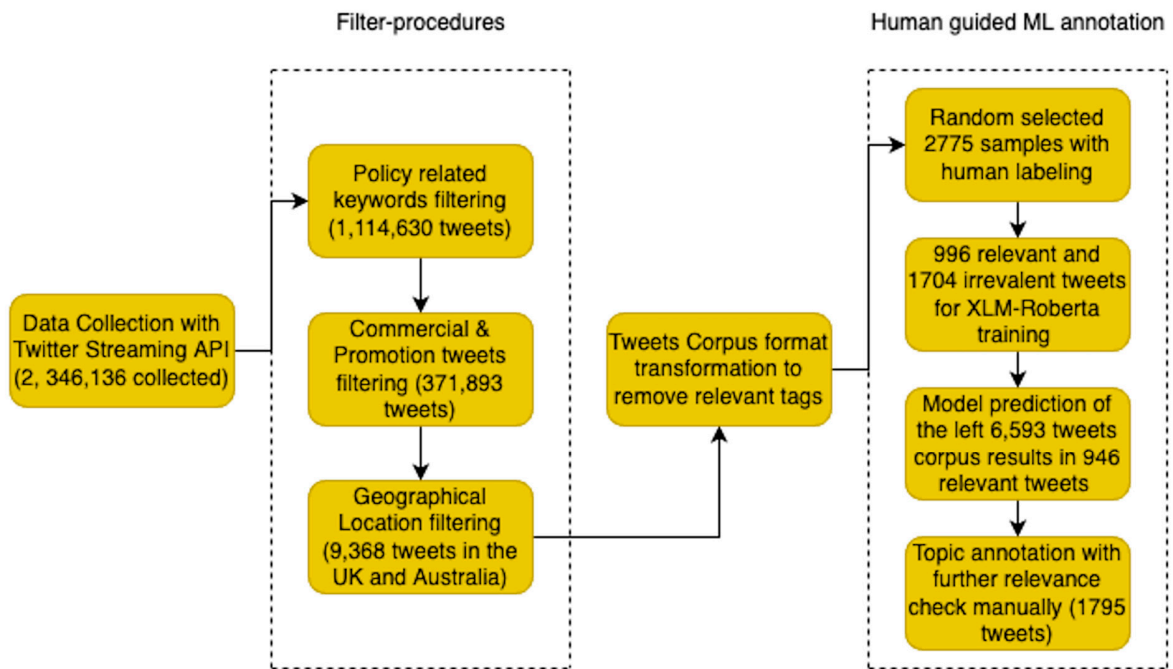 Filter-procedures
Human guided ML annotation
Data Collection with
Twitter Streaming API
(2, 346,136 collected)
Policy related
keywords filtering
(1,114,630 tweets)
Commercial &
Promotion tweets
filtering (371,893
tweets)
Geographical
Location filtering
(9,368 tweets in the
UK and Australia)
Tweets Corpus format
transformation to
remove relevant tags
Random selected
2775 samples with
human labeling
996 relevant and
1704 irrevalent tweets
for XLM-Roberta
training
Model prediction of
the left 6,593 tweets
corpus results in 946
relevant tweets
Topic annotation with
further relevance
check manually (1795
tweets)